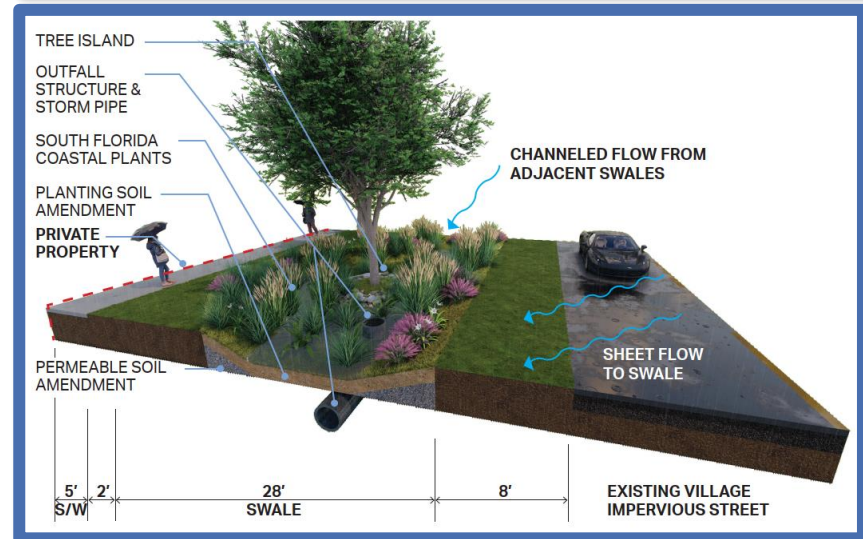 TREE ISLAND
OUTFALL
STRUCTURE &
STORM PIPE
SOUTH FLORIDA
COASTAL PLANTS
PLANTING SOIL
AMENDMENT
PRIVATE
PROPERTY
PERMEABLE SOIL
AMENDMENT
CHANNELED FLOW FROM
ADJACENT SWALES
SHEET FLOW
TO SWALE
5'
S/W
2'
28'
SWALE
8'
EXISTING VILLAGE
IMPERVIOUS STREET